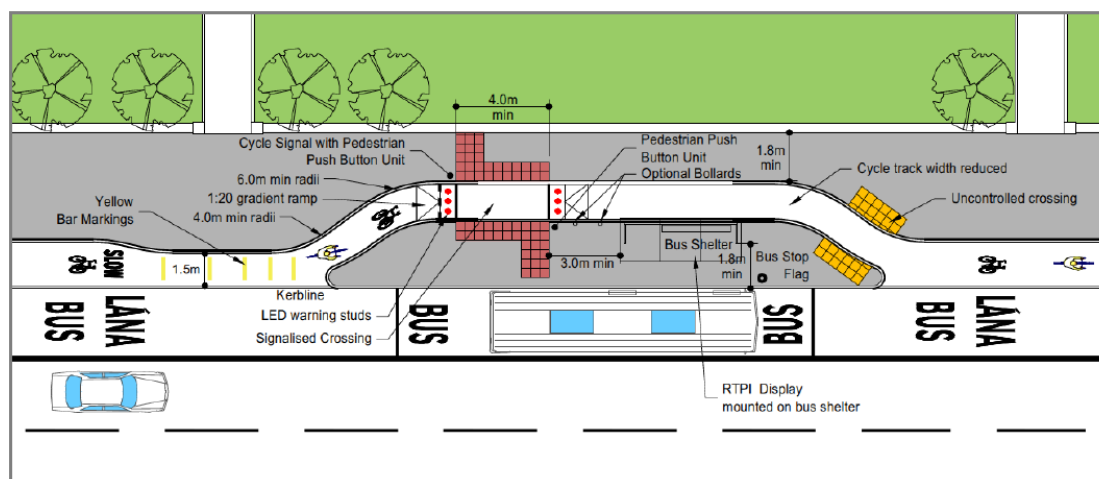 4.0m
min
Cycle Signal with Pedestrian
Push Button Unit
Pedestrian Push
Button Unit
Optional Bollards
1.8m
min
6.0m min radii
1:20 gradient ramp
4.0m min radii
Cycle track width reduced
Yellow
Bar Markings
Uncontrolled crossing
SLOW
1.5m
3.0m min
Bus Shelter
1.8m
min
Bus Stop
Flag
Kerbline
LED warning studs
Signalised Crossing
LÁNA
BUS
BUS
BUS
LÁNA
BUS
RTPI Display
mounted on bus shelter